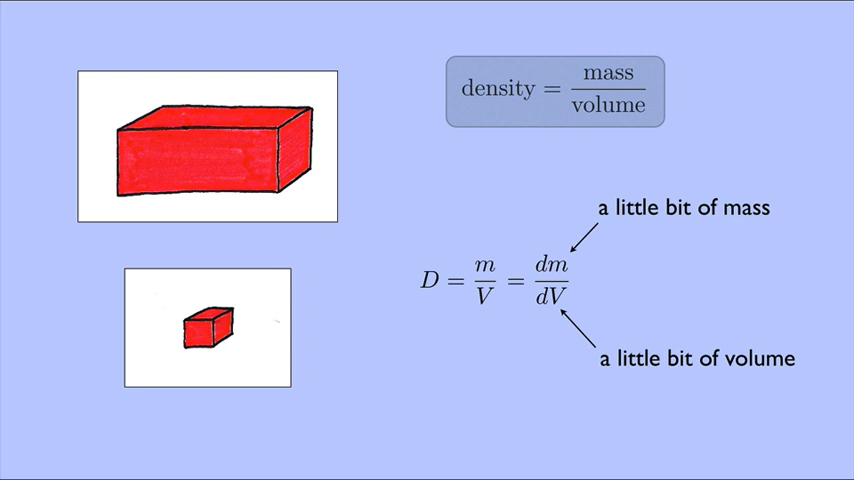 density = mass / volume
a little bit of mass
D = m / V = dm / dV
a little bit of volume